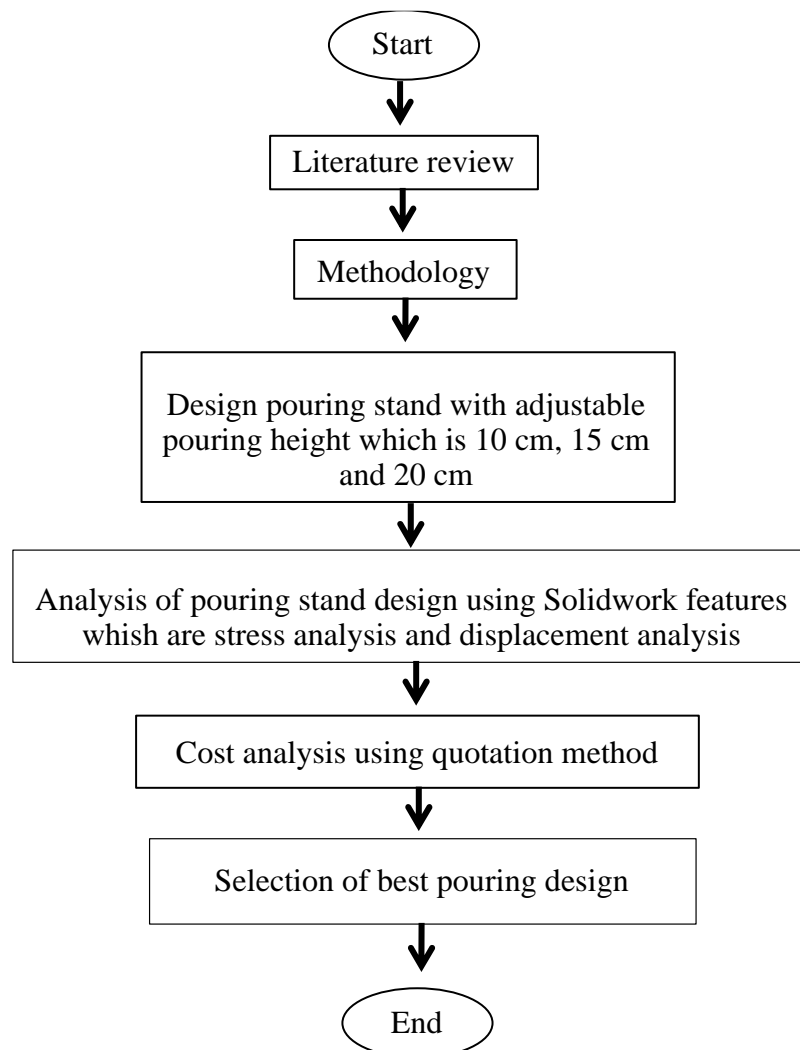 Start
Literature review
Methodology
Design pouring stand with adjustable
pouring height which is 10 cm, 15 cm
and 20 cm
Analysis of pouring stand design using Solidwork features
whish are stress analysis and displacement analysis
Cost analysis using quotation method
Selection of best pouring design
End